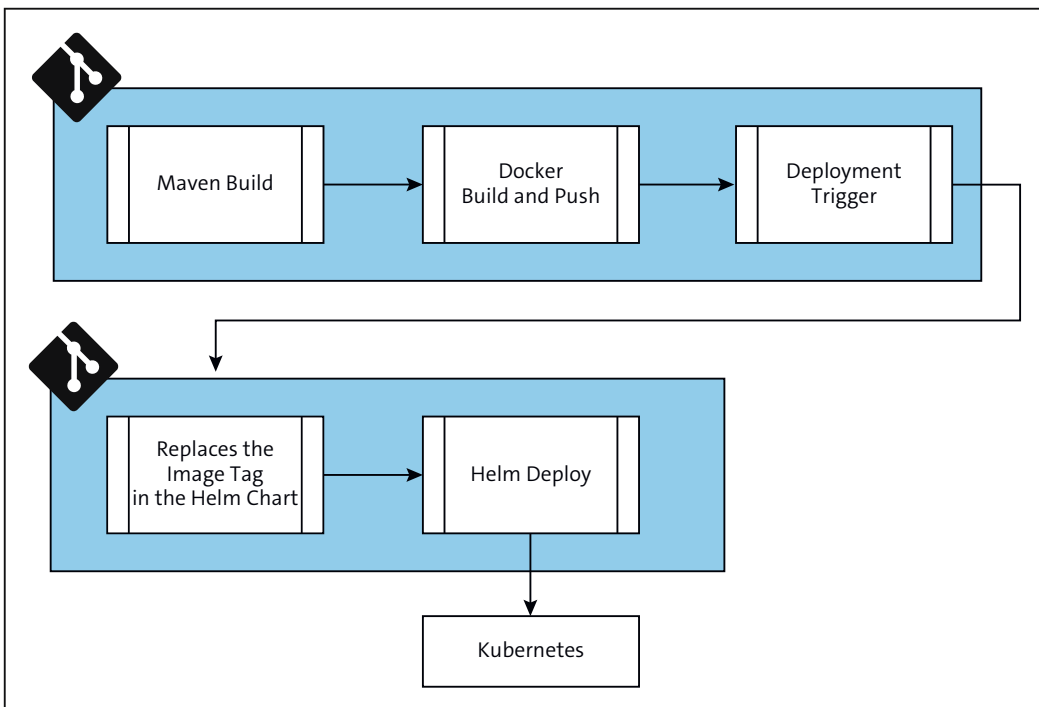 Maven Build
Docker
Build and Push
Deployment
Trigger
Replaces the
Image Tag
in the Helm Chart
Helm Deploy
Kubernetes